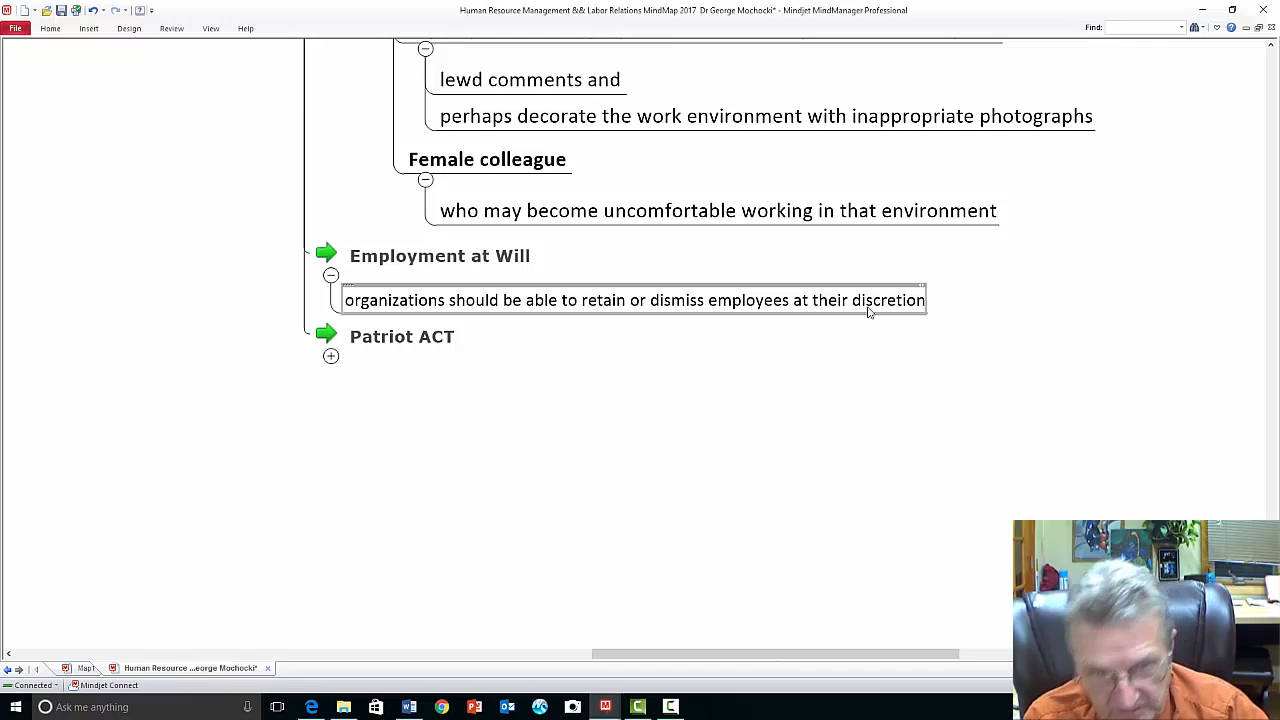 Human Resource Management && Labor Relations MindMap 2017 Dr George Mochocki* - Mindjet MindManager Professional
File Home Insert Design Review View Help Find:
lewd comments and
perhaps decorate the work environment with inappropriate photographs
Female colleague
who may become uncomfortable working in that environment
Employment at Will
organizations should be able to retain or dismiss employees at their discretion
Patriot ACT
Map1 Human Resource ...eorge Mochocki*
Connected Mindjet Connect
Ask me anything